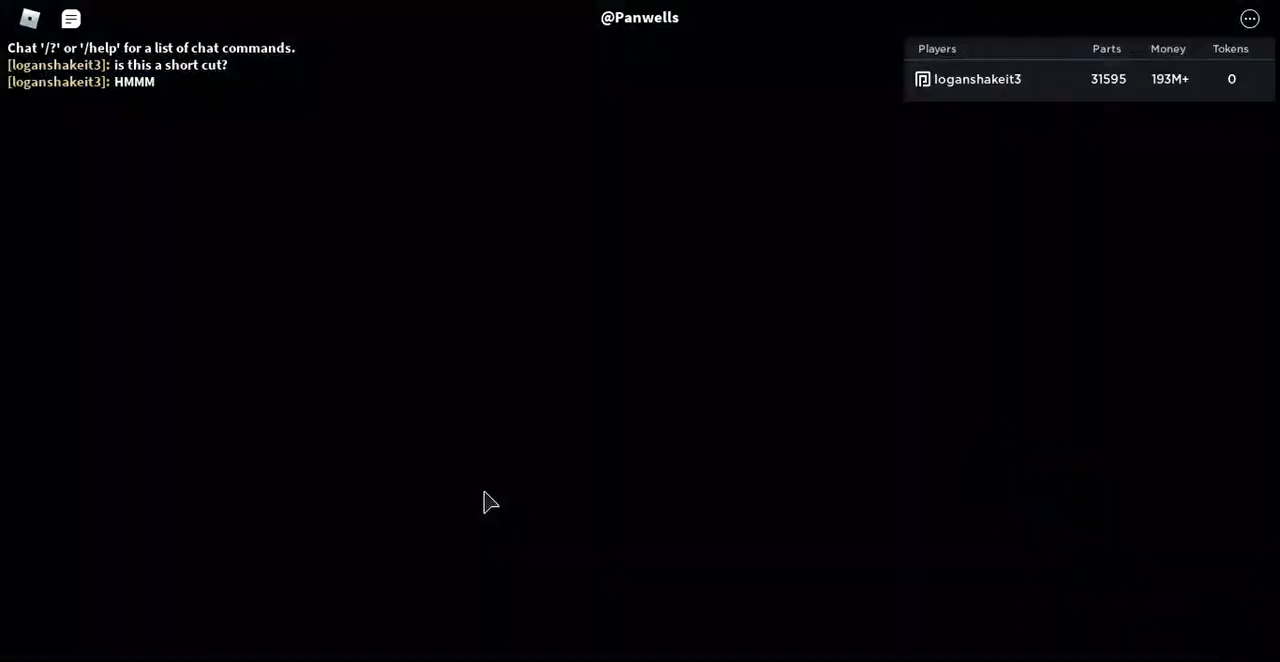 @Panwells
Chat '/?' or '/help' for a list of chat commands.
[loganshakeit3]: is this a short cut?
[loganshakeit3]: HMMM
Players Parts Money Tokens
loganshakeit3 31595 193M+ 0